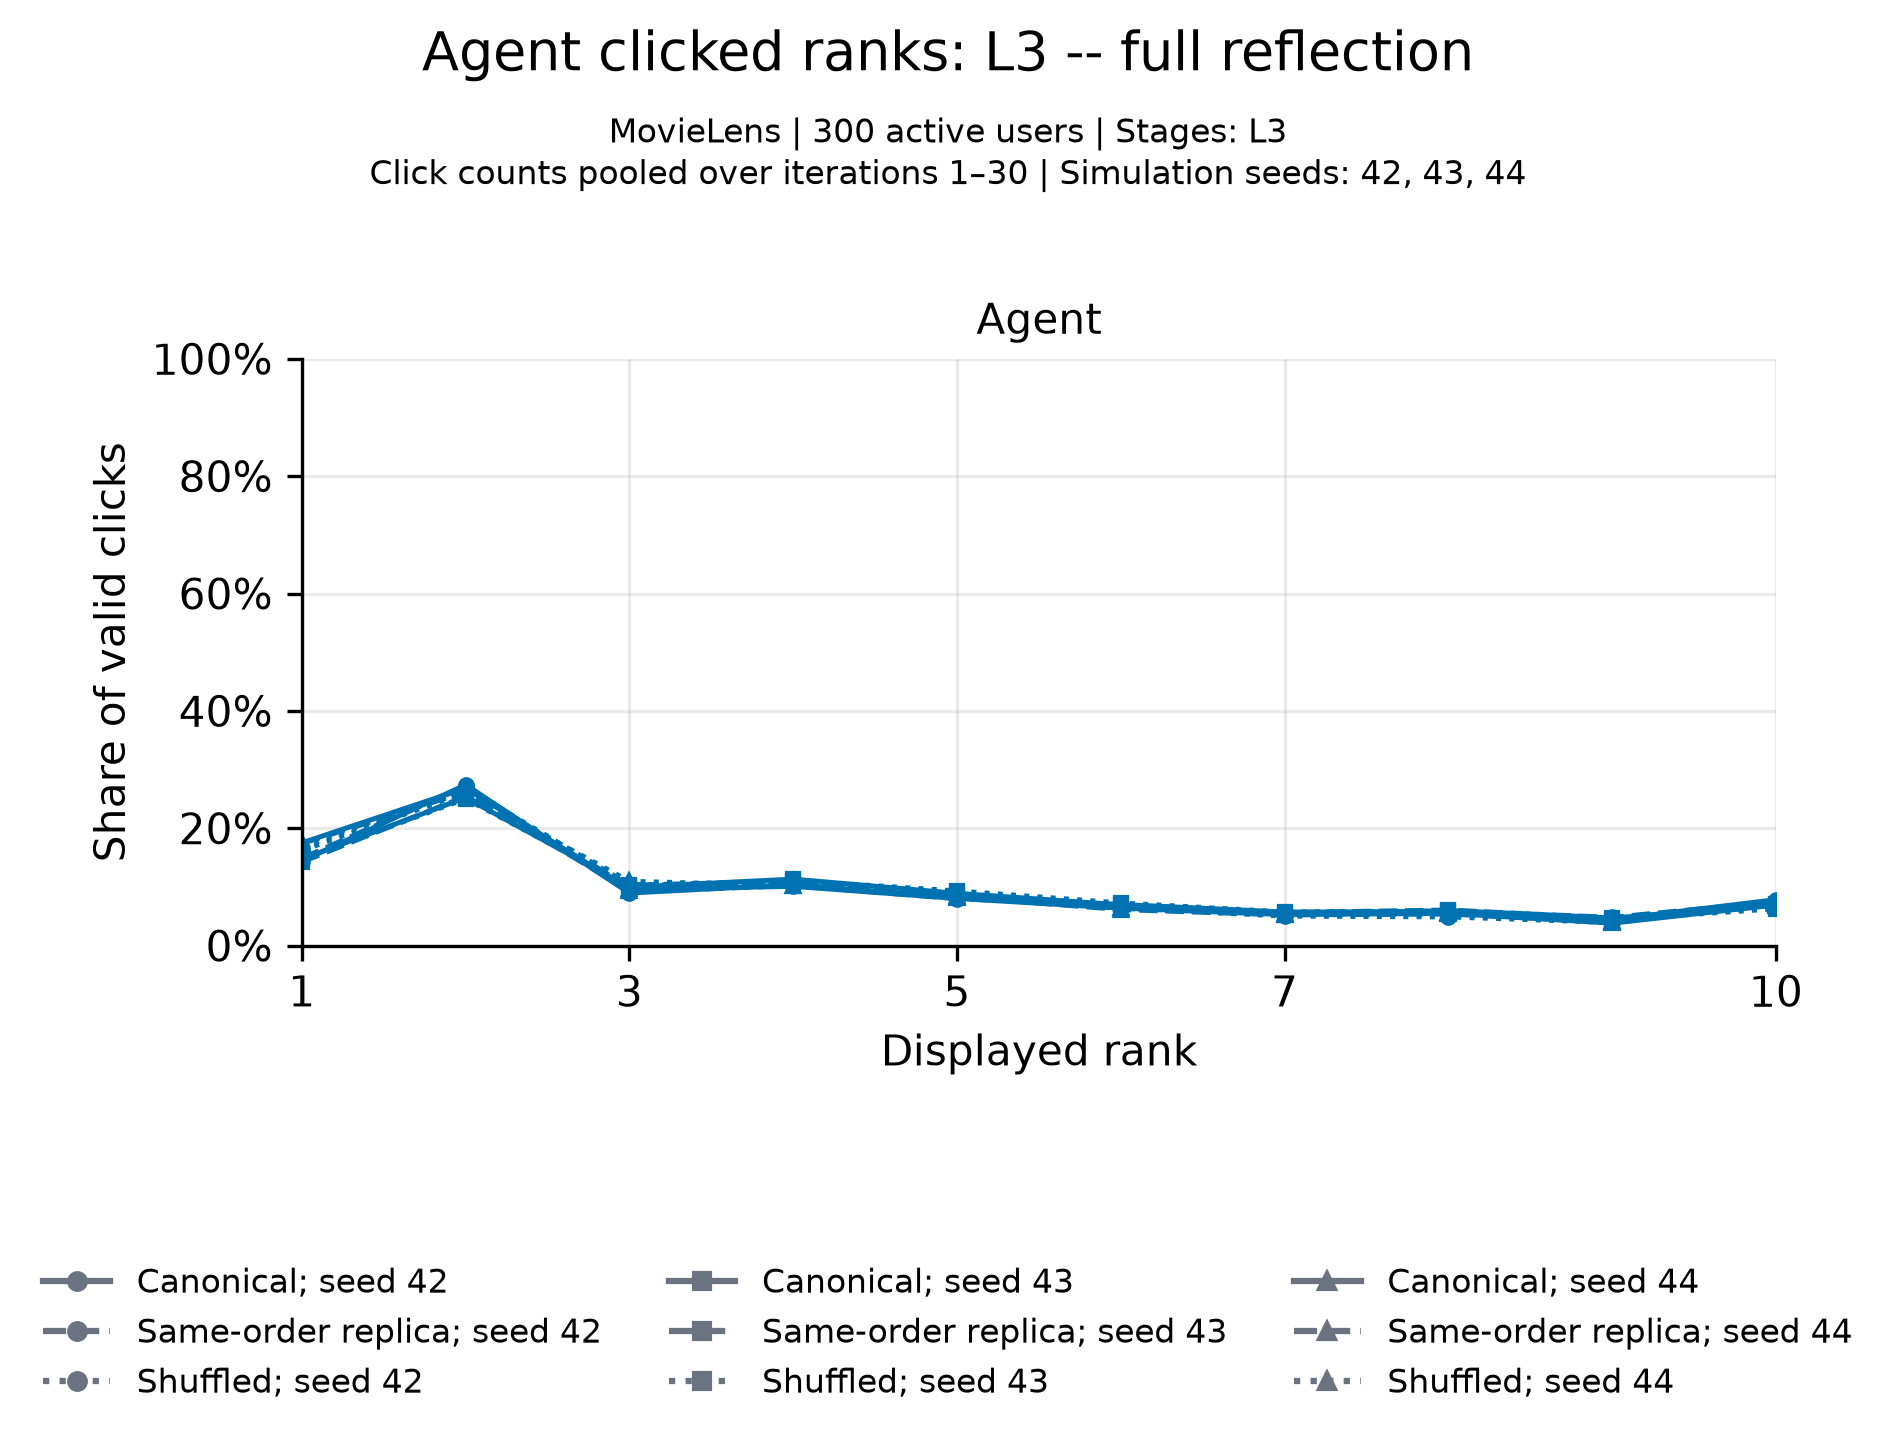 Agent clicked ranks: L3 -- full reflection
MovieLens | 300 active users | Stages: L3
Click counts pooled over iterations 1–30 | Simulation seeds: 42, 43, 44
Agent
100%
80%
60%
40%
20%
0%
Share of valid clicks
1 3 5 7 10
Displayed rank
Canonical; seed 42
Same-order replica; seed 42
Shuffled; seed 42
Canonical; seed 43
Same-order replica; seed 43
Shuffled; seed 43
Canonical; seed 44
Same-order replica; seed 44
Shuffled; seed 44